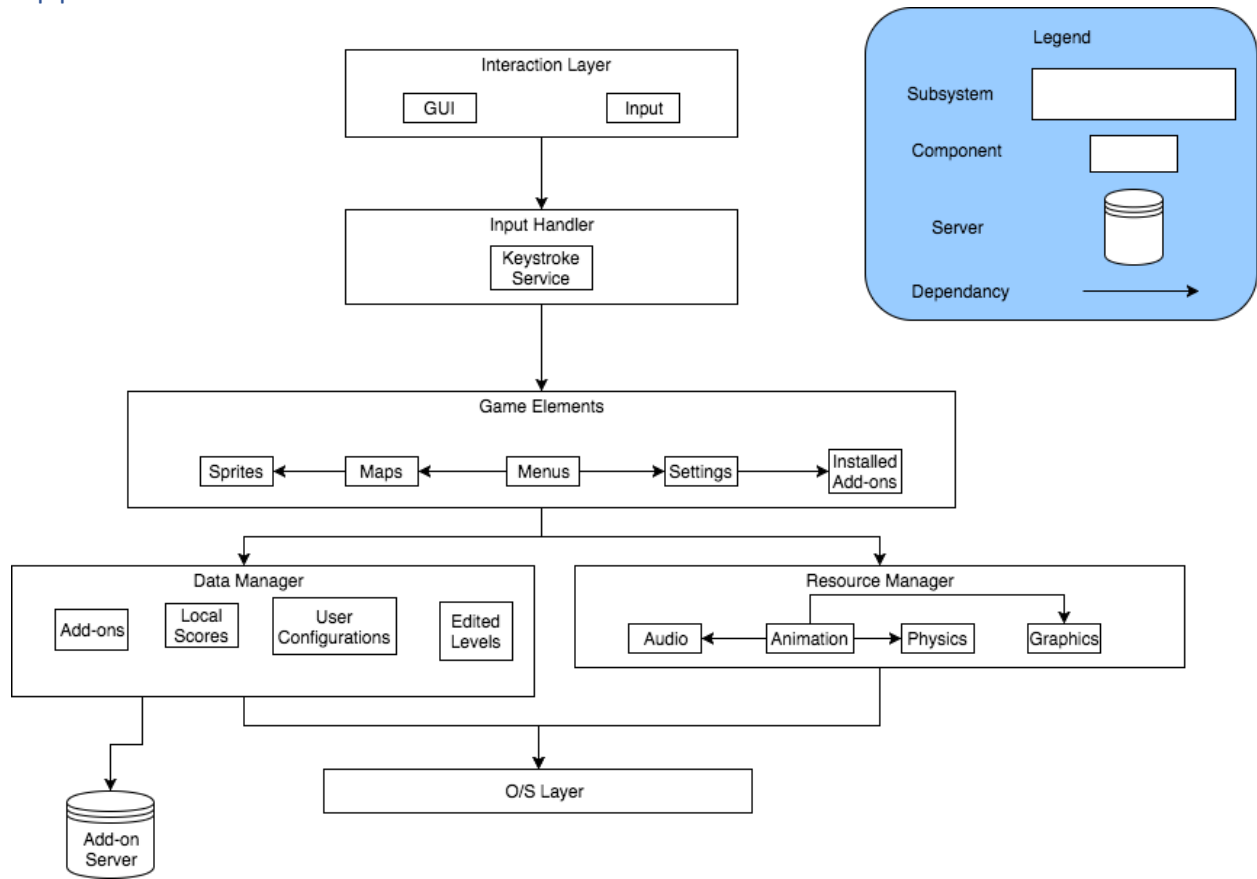 Legend
Subsystem
Component
Server
Dependancy
Interaction Layer
GUI
Input
Input Handler
Keystroke
Service
Game Elements
Sprites
Maps
Menus
Settings
Installed
Add-ons
Data Manager
Add-ons
Local
Scores
User
Configurations
Edited
Levels
Resource Manager
Audio
Animation
Physics
Graphics
O/S Layer
Add-on
Server